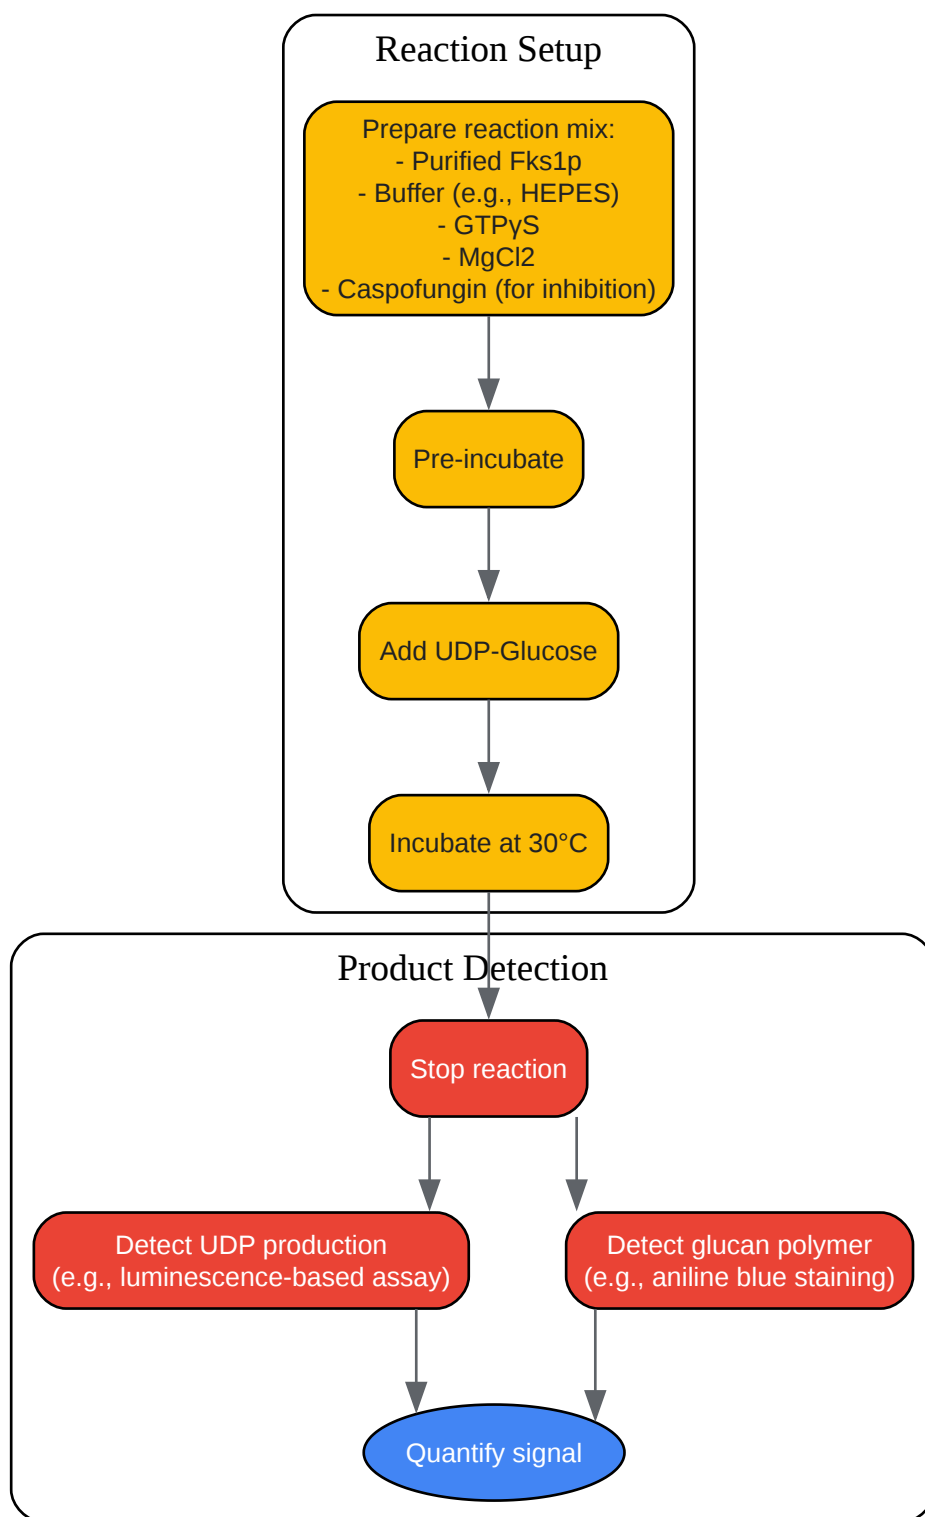 Reaction Setup
Prepare reaction mix:
- Purified Fks1p
- Buffer (e.g., HEPES)
- GTPγS
- MgCl2
- Caspofungin (for inhibition)
Pre-incubate
Add UDP-Glucose
Incubate at 30°C
Product Detection
Stop reaction
Detect UDP production
(e.g., luminescence-based assay)
Detect glucan polymer
(e.g., aniline blue staining)
Quantify signal